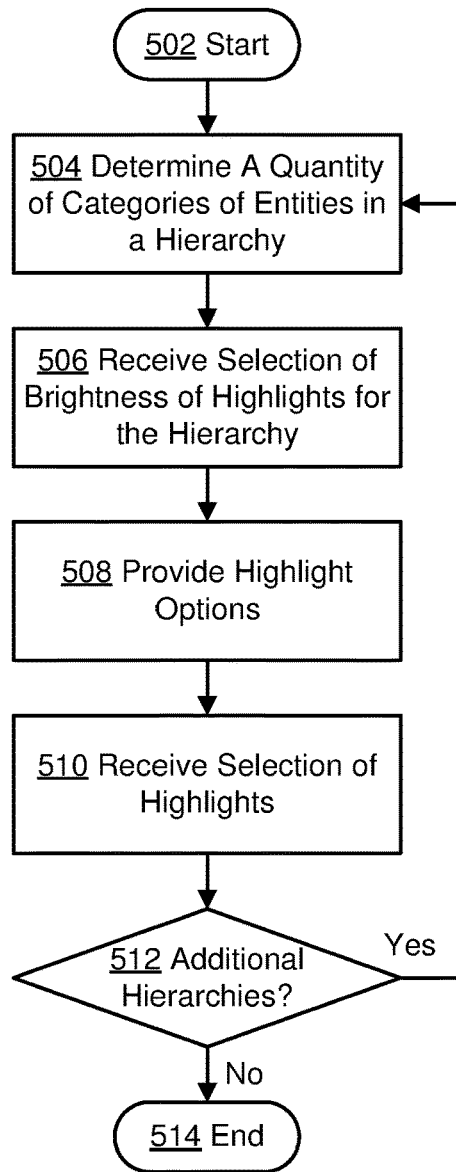 502 Start
504 Determine A Quantity
of Categories of Entities in
a Hierarchy
506 Receive Selection of
Brightness of Highlights for
the Hierarchy
508 Provide Highlight
Options
510 Receive Selection of
Highlights
512 Additional
Hierarchies?
Yes
No
514 End